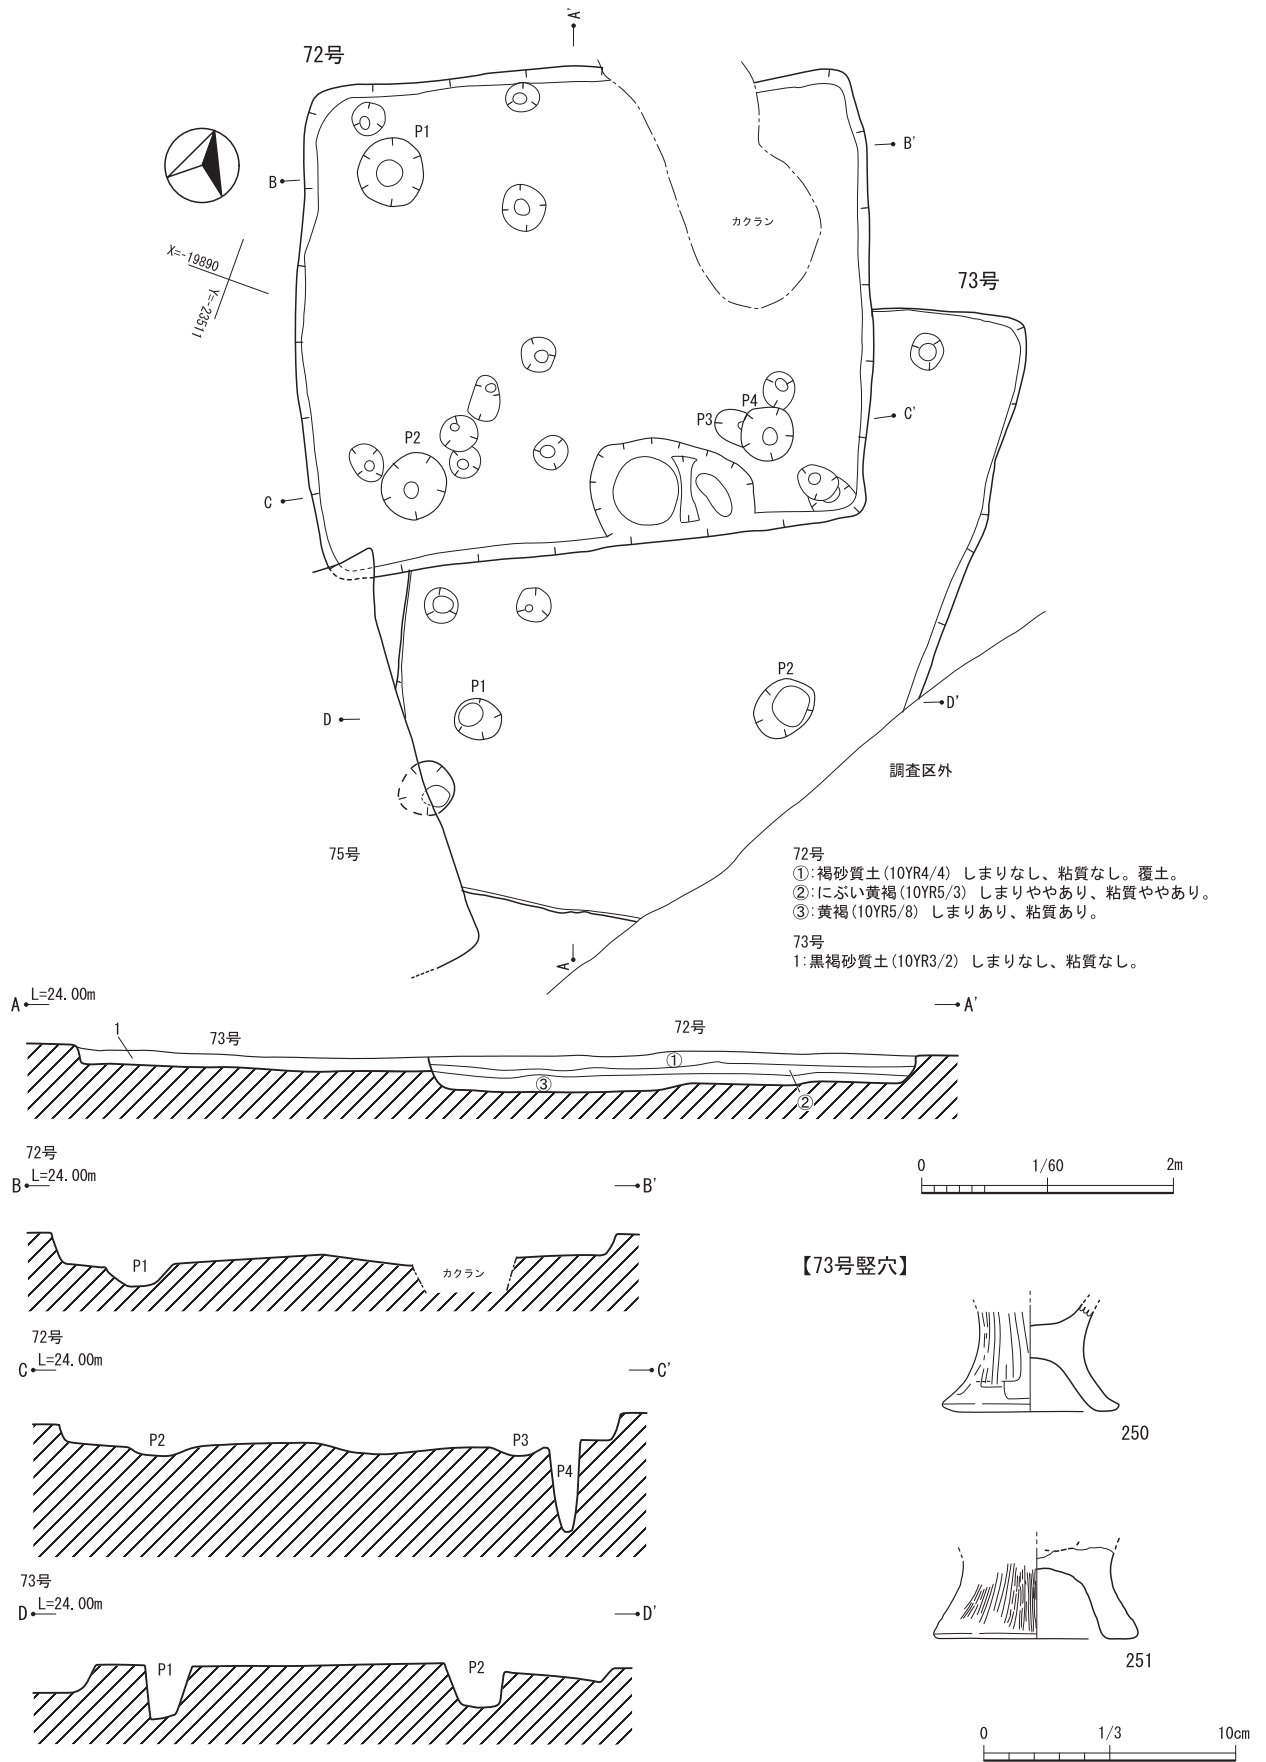 A'
72号
P1
B
B'
カクラン
X=-19890
Y=-23511
73号
P4
P3
C'
P2
C
P1
P2
D
D'
調査区外
75号
A
72号
①:褐砂質土(10YR4/4) しまりなし、粘質なし。覆土。
②:にぶい黄褐(10YR5/3) しまりややあり、粘質ややあり。
③:黄褐(10YR5/8) しまりあり、粘質あり。
73号
1:黒褐砂質土(10YR3/2) しまりなし、粘質なし。
A L=24.00m A'
1
73号
72号
①
③
②
72号
B L=24.00m B'
P1
カクラン
0 1/60 2m
72号
C L=24.00m C'
P2
P3
P4
73号
D L=24.00m D'
P1
P2
【73号竪穴】
250
251
0 1/3 10cm